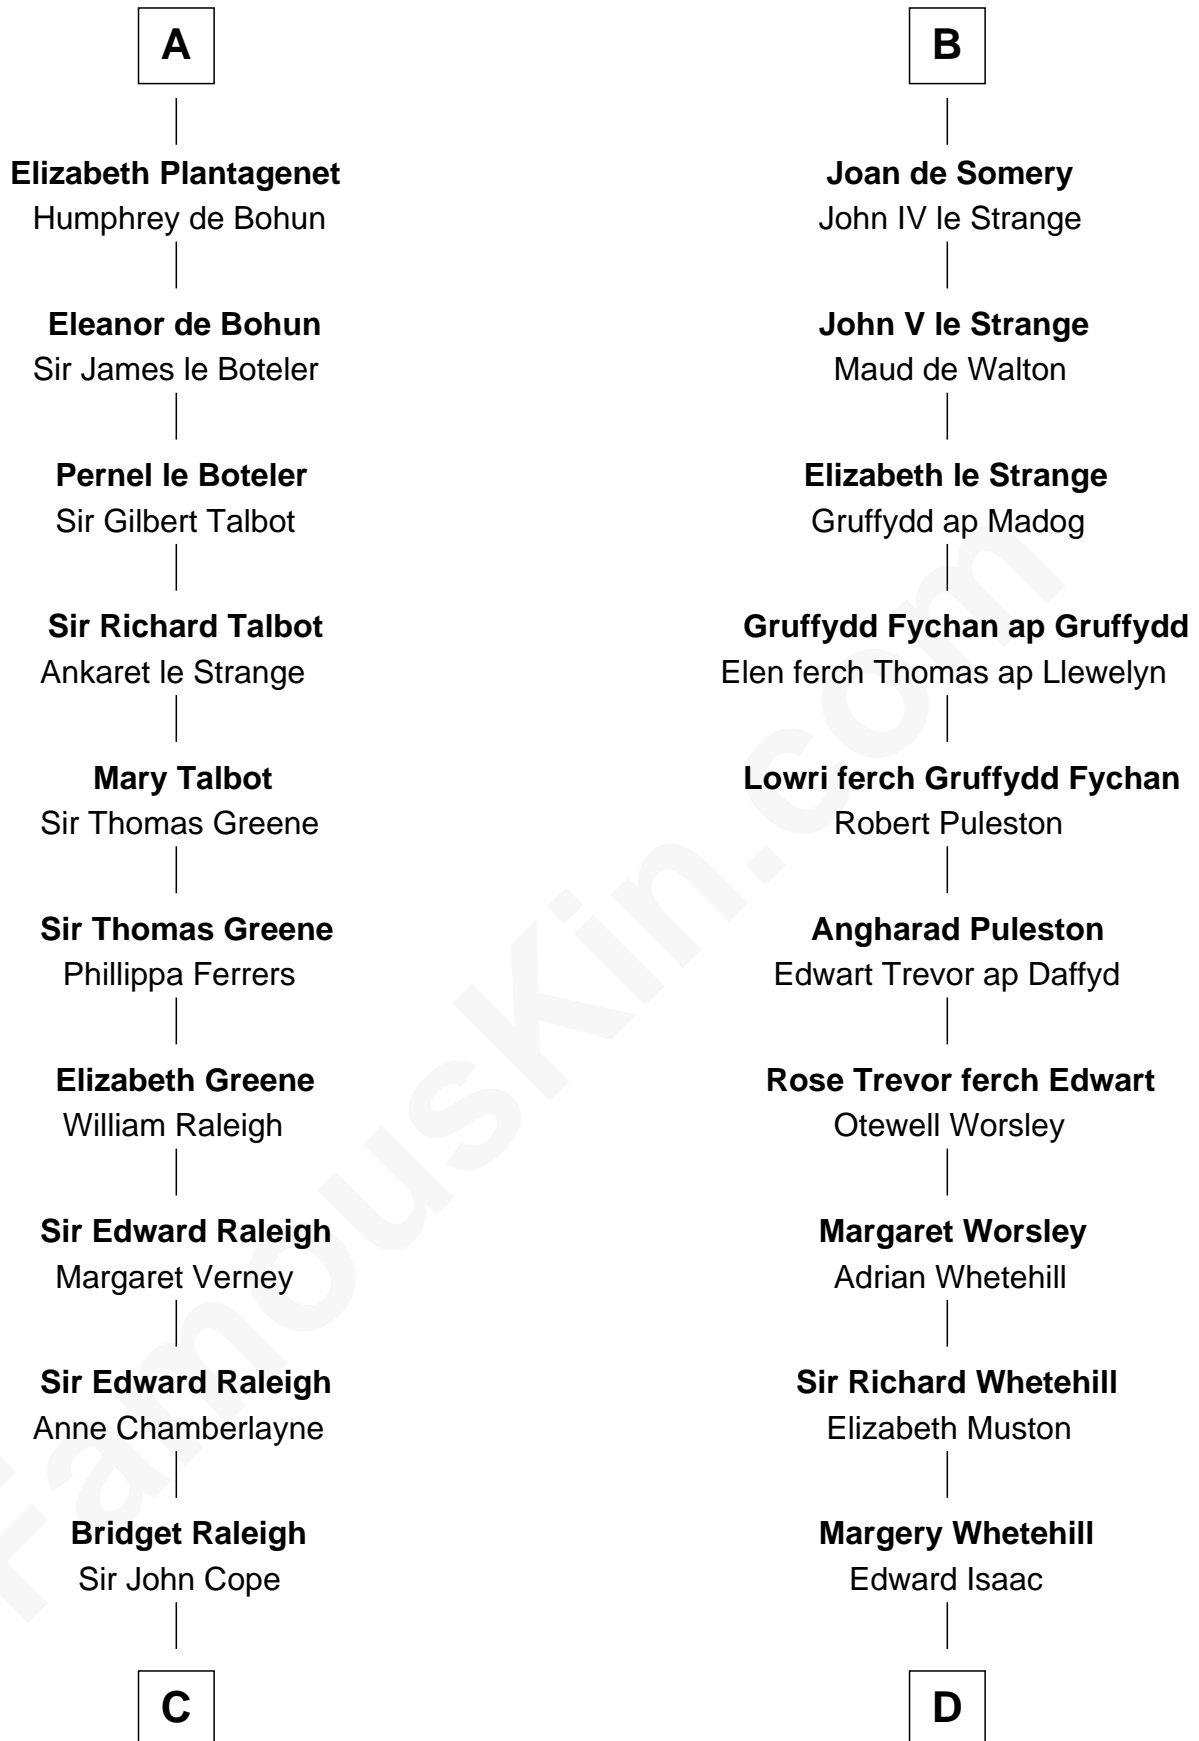 A
Elizabeth Plantagenet
Humphrey de Bohun
Eleanor de Bohun
Sir James le Boteler
Pernel le Boteler
Sir Gilbert Talbot
Sir Richard Talbot
Ankaret le Strange
Mary Talbot
Sir Thomas Greene
Sir Thomas Greene
Phillippa Ferrers
Elizabeth Greene
William Raleigh
Sir Edward Raleigh
Margaret Verney
Sir Edward Raleigh
Anne Chamberlayne
Bridget Raleigh
Sir John Cope
C
B
Joan de Somery
John IV le Strange
John V le Strange
Maud de Walton
Elizabeth le Strange
Gruffydd ap Madog
Gruffydd Fychan ap Gruffydd
Elen ferch Thomas ap Llewelyn
Lowri ferch Gruffydd Fychan
Robert Puleston
Angharad Puleston
Edwart Trevor ap Daffyd
Rose Trevor ferch Edwart
Otewell Worsley
Margaret Worsley
Adrian Whetehill
Sir Richard Whetehill
Elizabeth Muston
Margery Whetehill
Edward Isaac
D
FamousKin.com